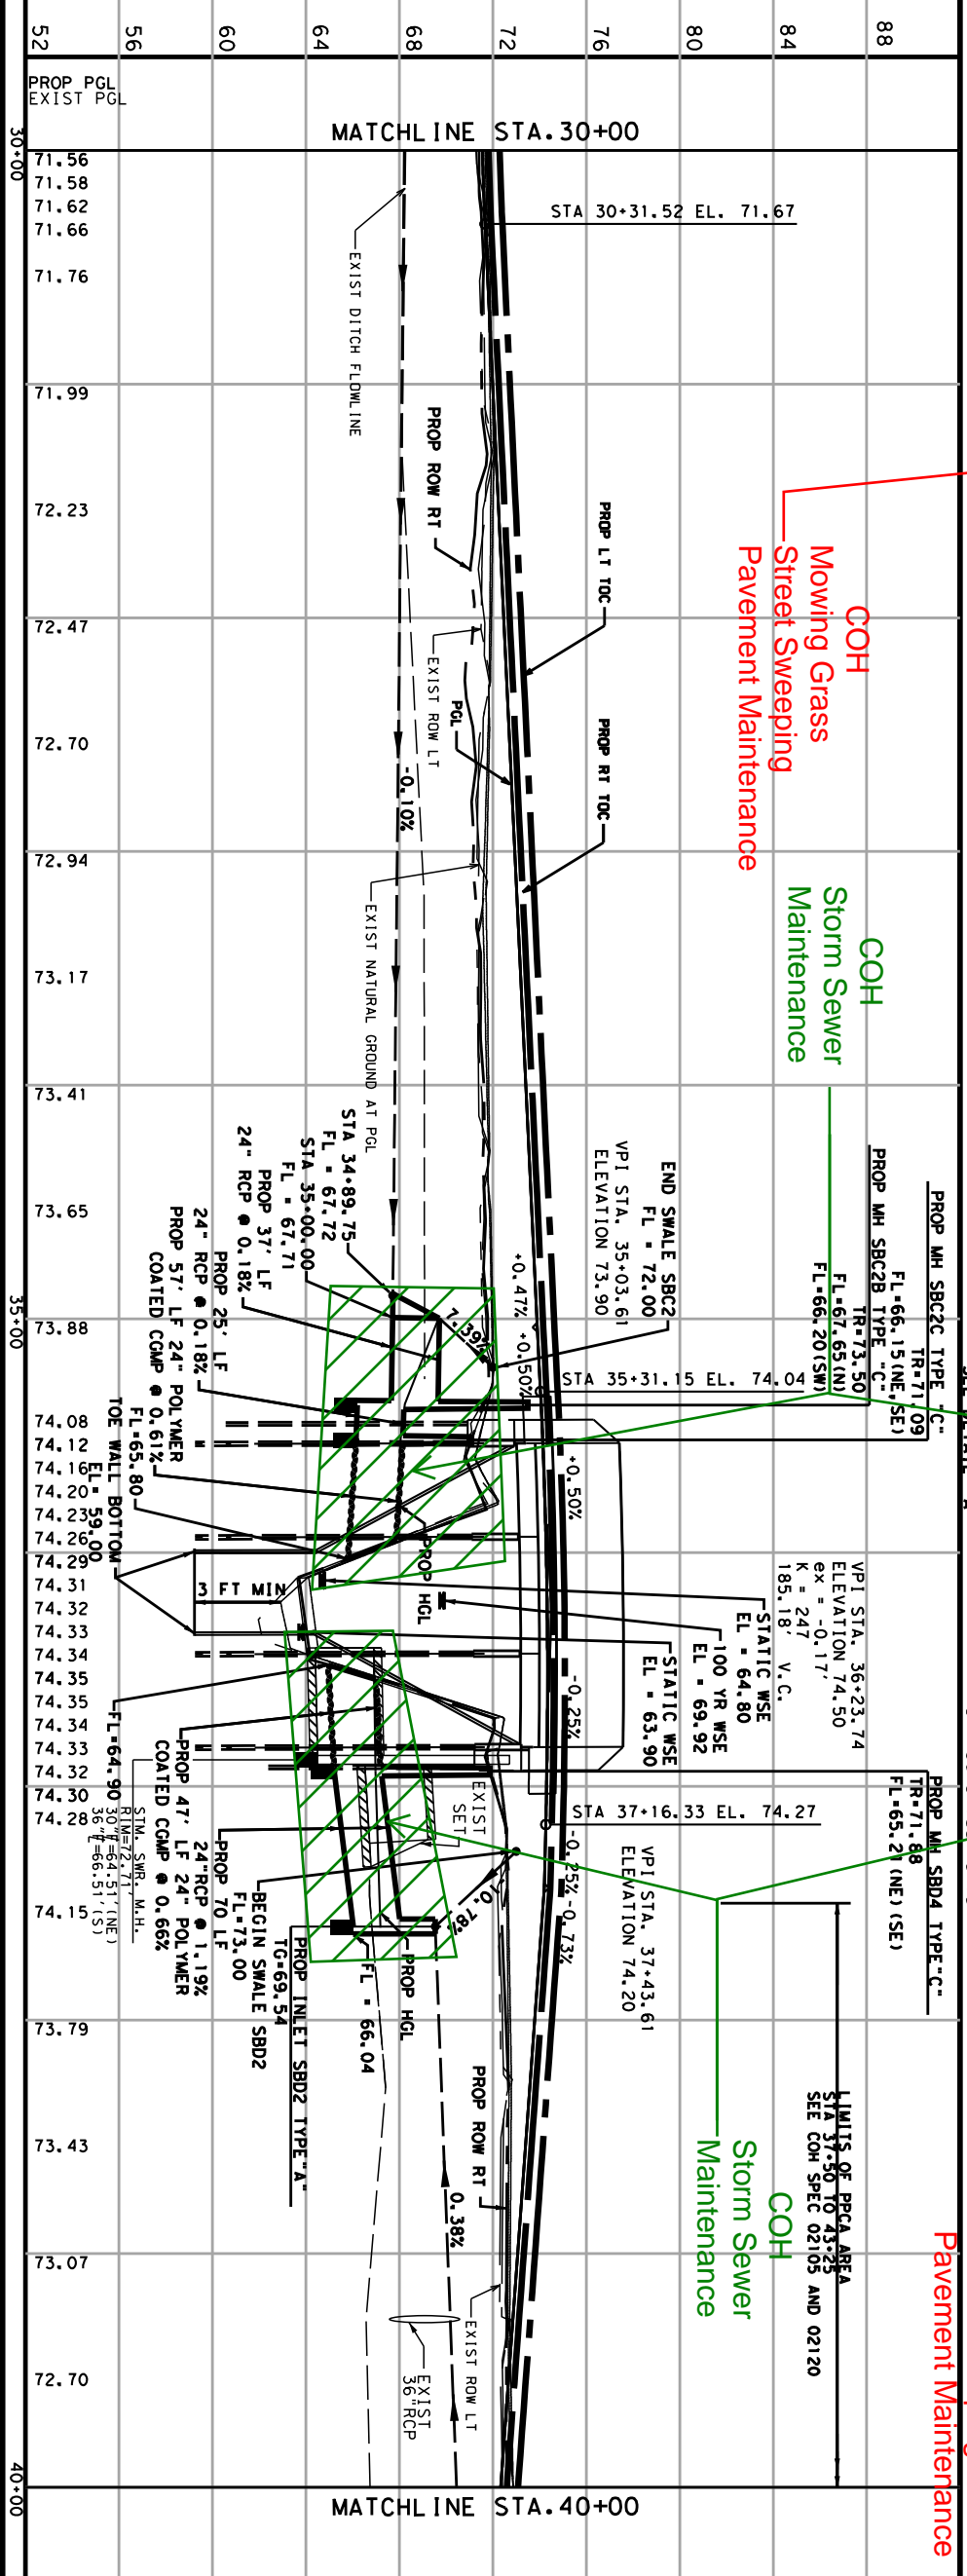 88
84
80
76
72
68
64
60
56
52
PROP PGL
EXIST PGL
MATCHLINE STA.30+00
30+00
71.56
71.58
71.62
71.66
71.76
71.99
72.23
72.47
72.70
72.94
73.17
73.41
73.65
73.88
35+00
74.08
74.12
74.16
74.20
74.23
74.26
74.29
74.31
74.32
74.33
74.34
74.35
74.35
74.34
74.33
74.32
74.30
74.28
74.15
73.79
73.43
73.07
72.70
40+00
MATCHLINE STA.40+00
STA 30+31.52 EL. 71.67
EXIST DITCH FLOWLINE
PROP ROW RT
PROP LT TOC
EXIST ROW LT
PGL
PROP RT TOC
-0.10%
EXIST NATURAL GROUND AT PGL
COH
Mowing Grass
Street Sweeping
Pavement Maintenance
COH
Storm Sewer
Maintenance
PROP MH SBC2C TYPE "C"
TR=71.09
FL=66.15(NE,SE)
PROP MH SBC2B TYPE "C"
TR=73.50
FL=67.65(N)
FL=66.20(SW)
END SWALE SBC2
FL = 72.00
VPI STA. 35+03.61
ELEVATION 73.90
+0.47%
+0.50%
STA 35+31.15 EL. 74.04
7.39%
STA 34+89.75
FL = 67.72
STA 35+00.00
FL = 67.71
PROP 37' LF
24" RCP @ 0.18%
PROP 25' LF
24" RCP @ 0.18%
PROP 57' LF 24" POLYMER
COATED CGMP @ 0.61%
FL=65.80
TOE WALL BOTTOM
EL= 59.00
3 FT MIN
PROP HGL
+0.50%
VPI STA. 36+23.74
ELEVATION 74.50
ex = -0.17'
K = 247
185.18' V.C.
STATIC WSE
EL = 64.80
100 YR WSE
EL = 69.92
STATIC WSE
EL = 63.90
-0.25%
EXIST
SET
STA 37+16.33 EL. 74.27
-0.25%
-0.73%
VPI STA. 37+43.61
ELEVATION 74.20
PROP MH SBD4 TYPE"C"
TR=71.88
FL=65.21(NE)(SE)
FL=64.90
STM. SWR. M.H.
RIM=72.71'
PROP 47' LF 24" POLYMER
COATED CGMP @ 0.66%
PROP 70 LF
24"RCP @ 1.19%
BEGIN SWALE SBD2
FL=73.00
PROP INLET SBD2 TYPE"A"
TG=69.54
FL = 66.04
PROP HGL
PROP ROW RT
0.38%
EXIST ROW LT
EXIST
36"RCP
LIMITS OF PPCA AREA
STA 37+50 TO 43+25
SEE COH SPEC 02105 AND 02120
COH
Storm Sewer
Maintenance
Pavement Maintenance